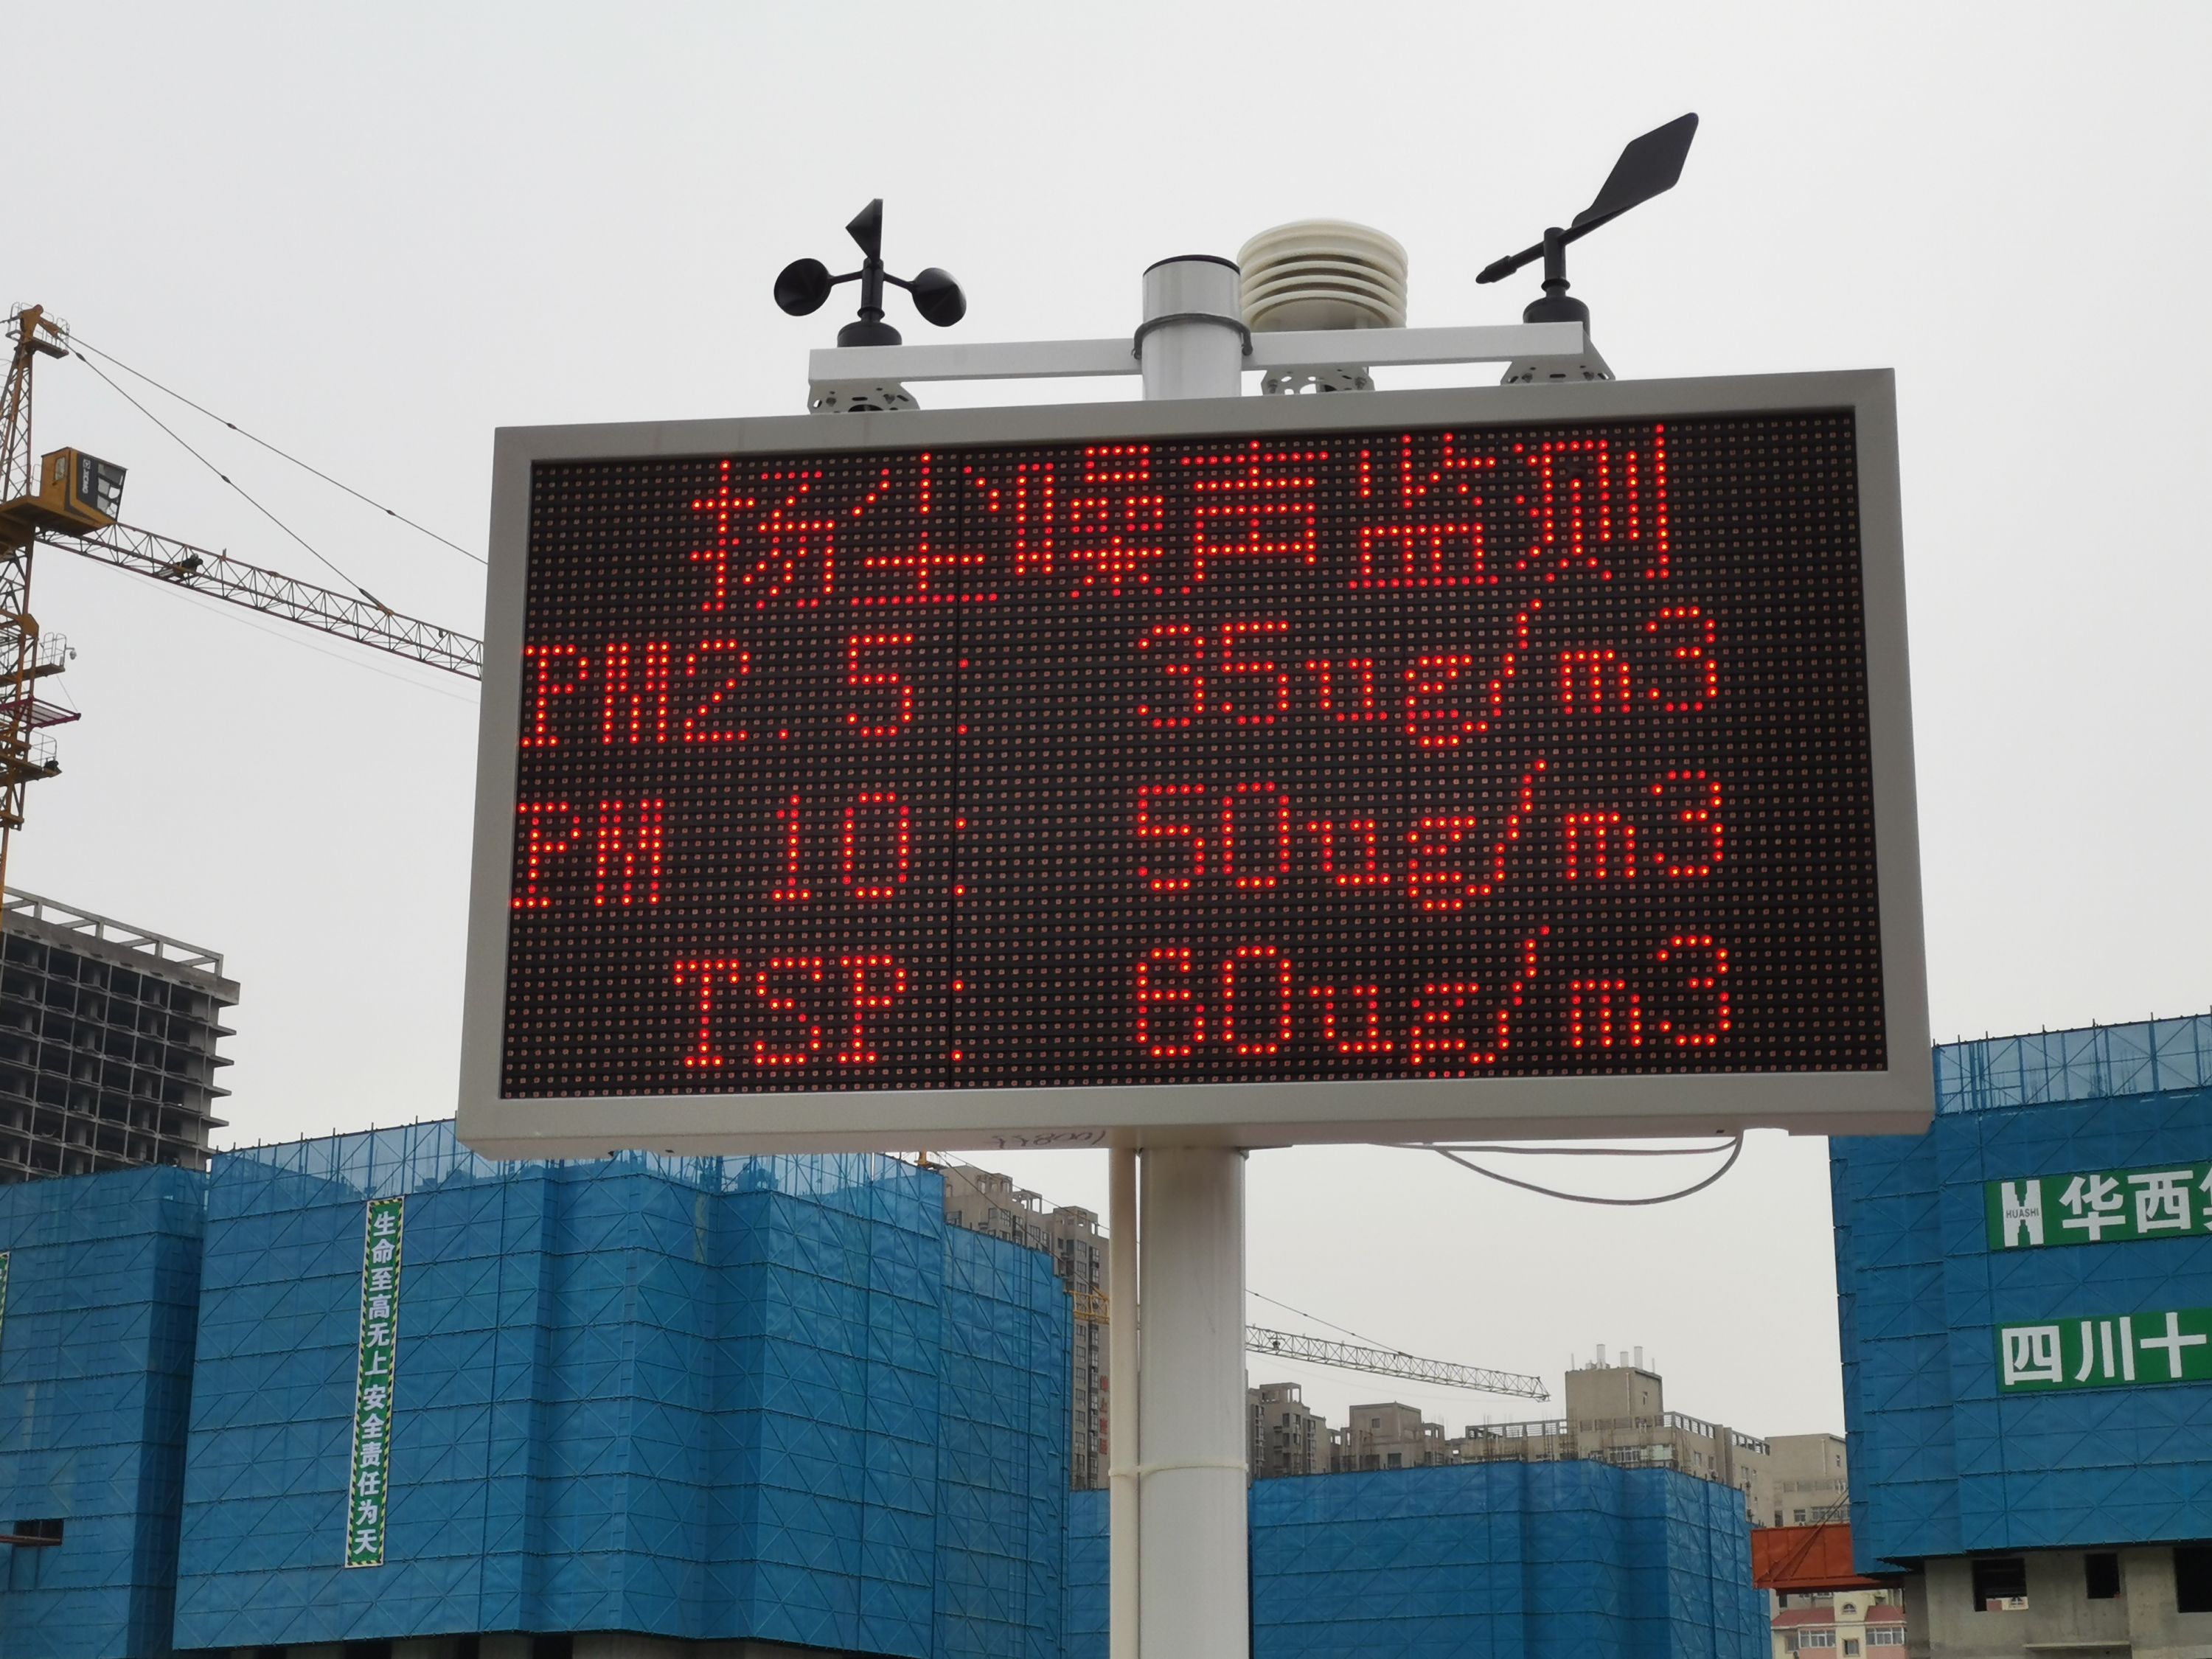 扬尘噪声监测
PM2.5: 35ug/m3
PM 10: 50ug/m3
TSP: 60ug/m3
生命至高无上 安全责任为天
HUASHI
华西
四川十